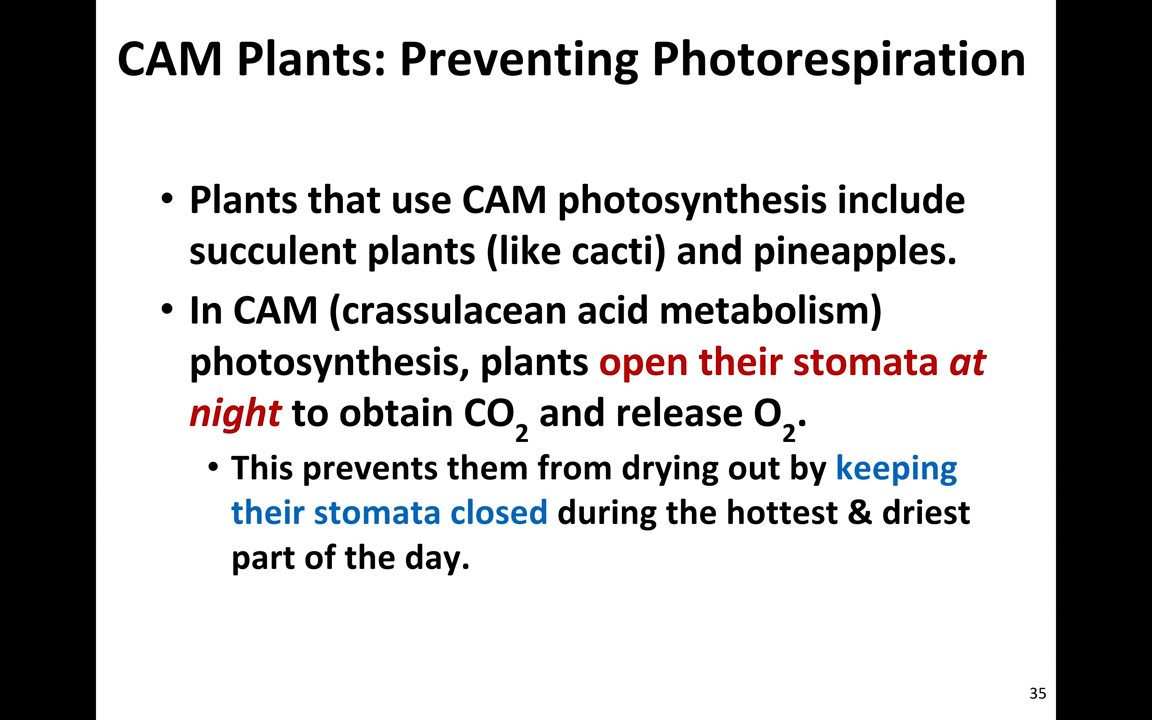 CAM Plants: Preventing Photorespiration
• Plants that use CAM photosynthesis include
succulent plants (like cacti) and pineapples.
• In CAM (crassulacean acid metabolism)
photosynthesis, plants open their stomata at
night to obtain CO₂ and release O₂.
• This prevents them from drying out by keeping
their stomata closed during the hottest & driest
part of the day.
35